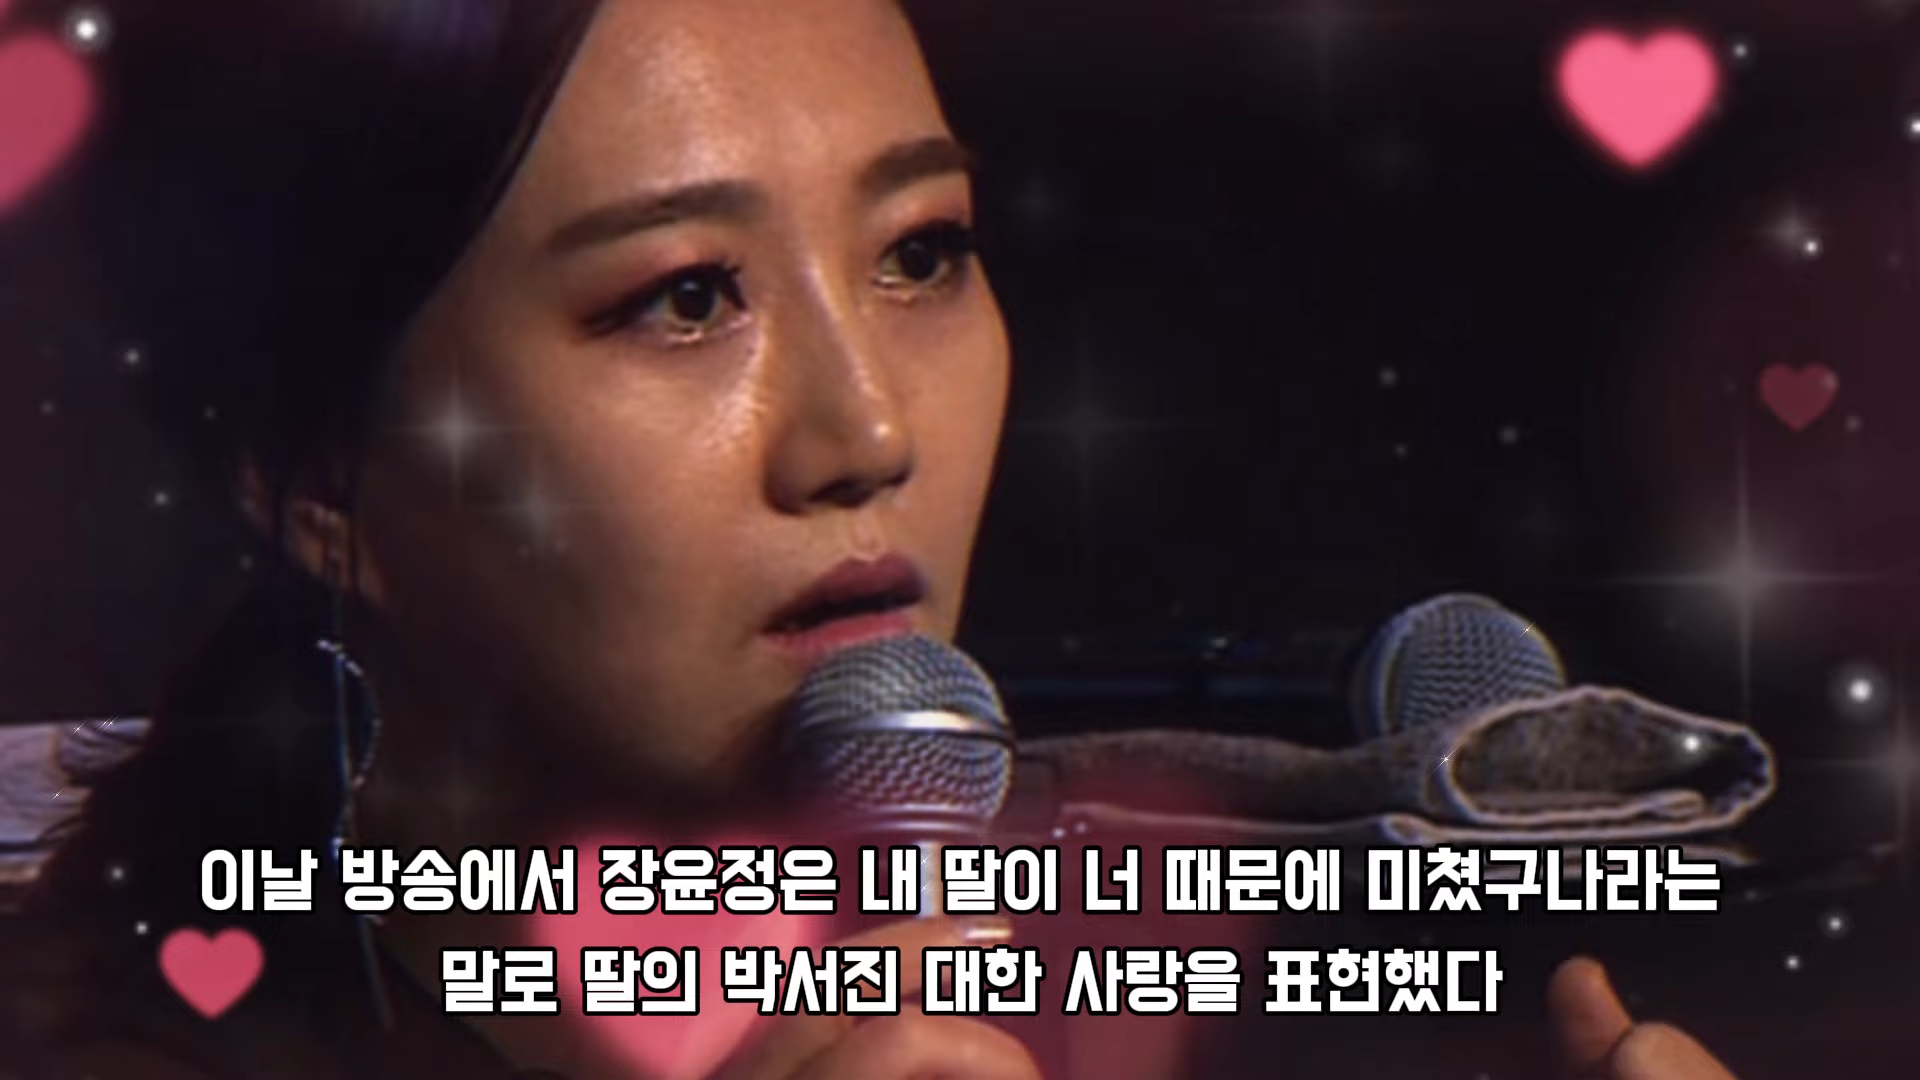 이날 방송에서 장윤정은 내 딸이 너 때문에 미쳤구나라는
말로 딸의 박서진 대한 사랑을 표현했다